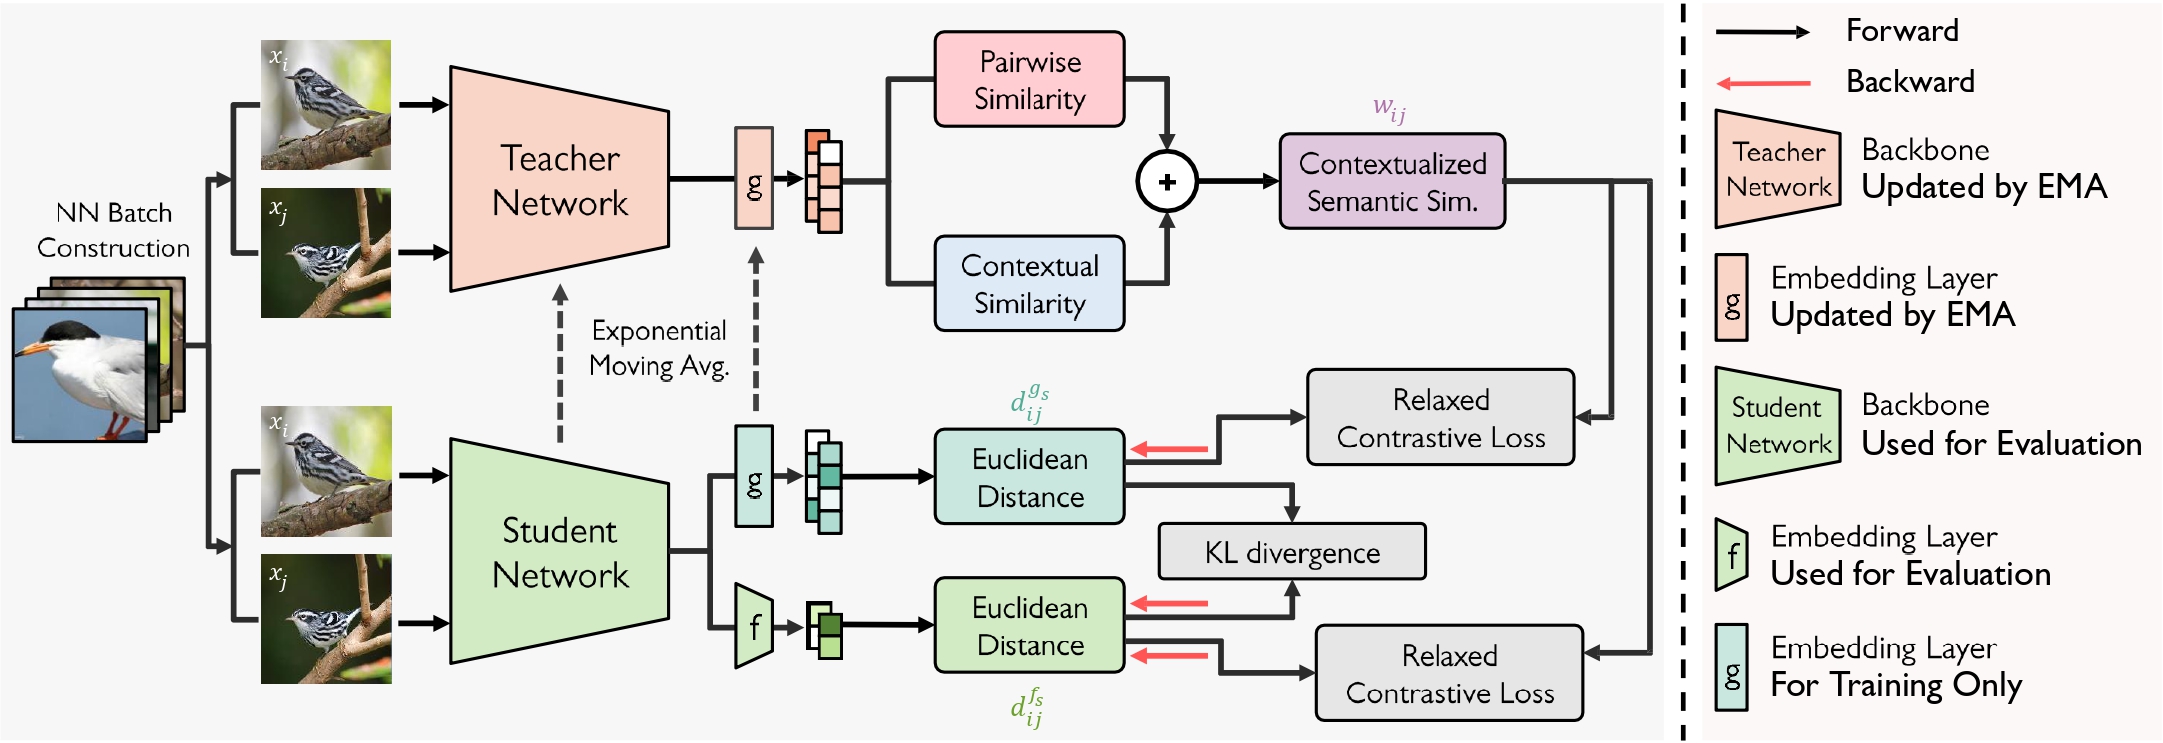 NN Batch
Construction
x_i
x_j
Teacher
Network
g
Pairwise
Similarity
Contextual
Similarity
+
w_{ij}
Contextualized
Semantic Sim.
Exponential
Moving Avg.
x_i
x_j
Student
Network
g
f
d_{ij}^{g_s}
Euclidean
Distance
Euclidean
Distance
d_{ij}^{f_s}
Relaxed
Contrastive Loss
KL divergence
Relaxed
Contrastive Loss
Forward
Backward
Teacher
Network
Backbone
Updated by EMA
g
Embedding Layer
Updated by EMA
Student
Network
Backbone
Used for Evaluation
f
Embedding Layer
Used for Evaluation
g
Embedding Layer
For Training Only